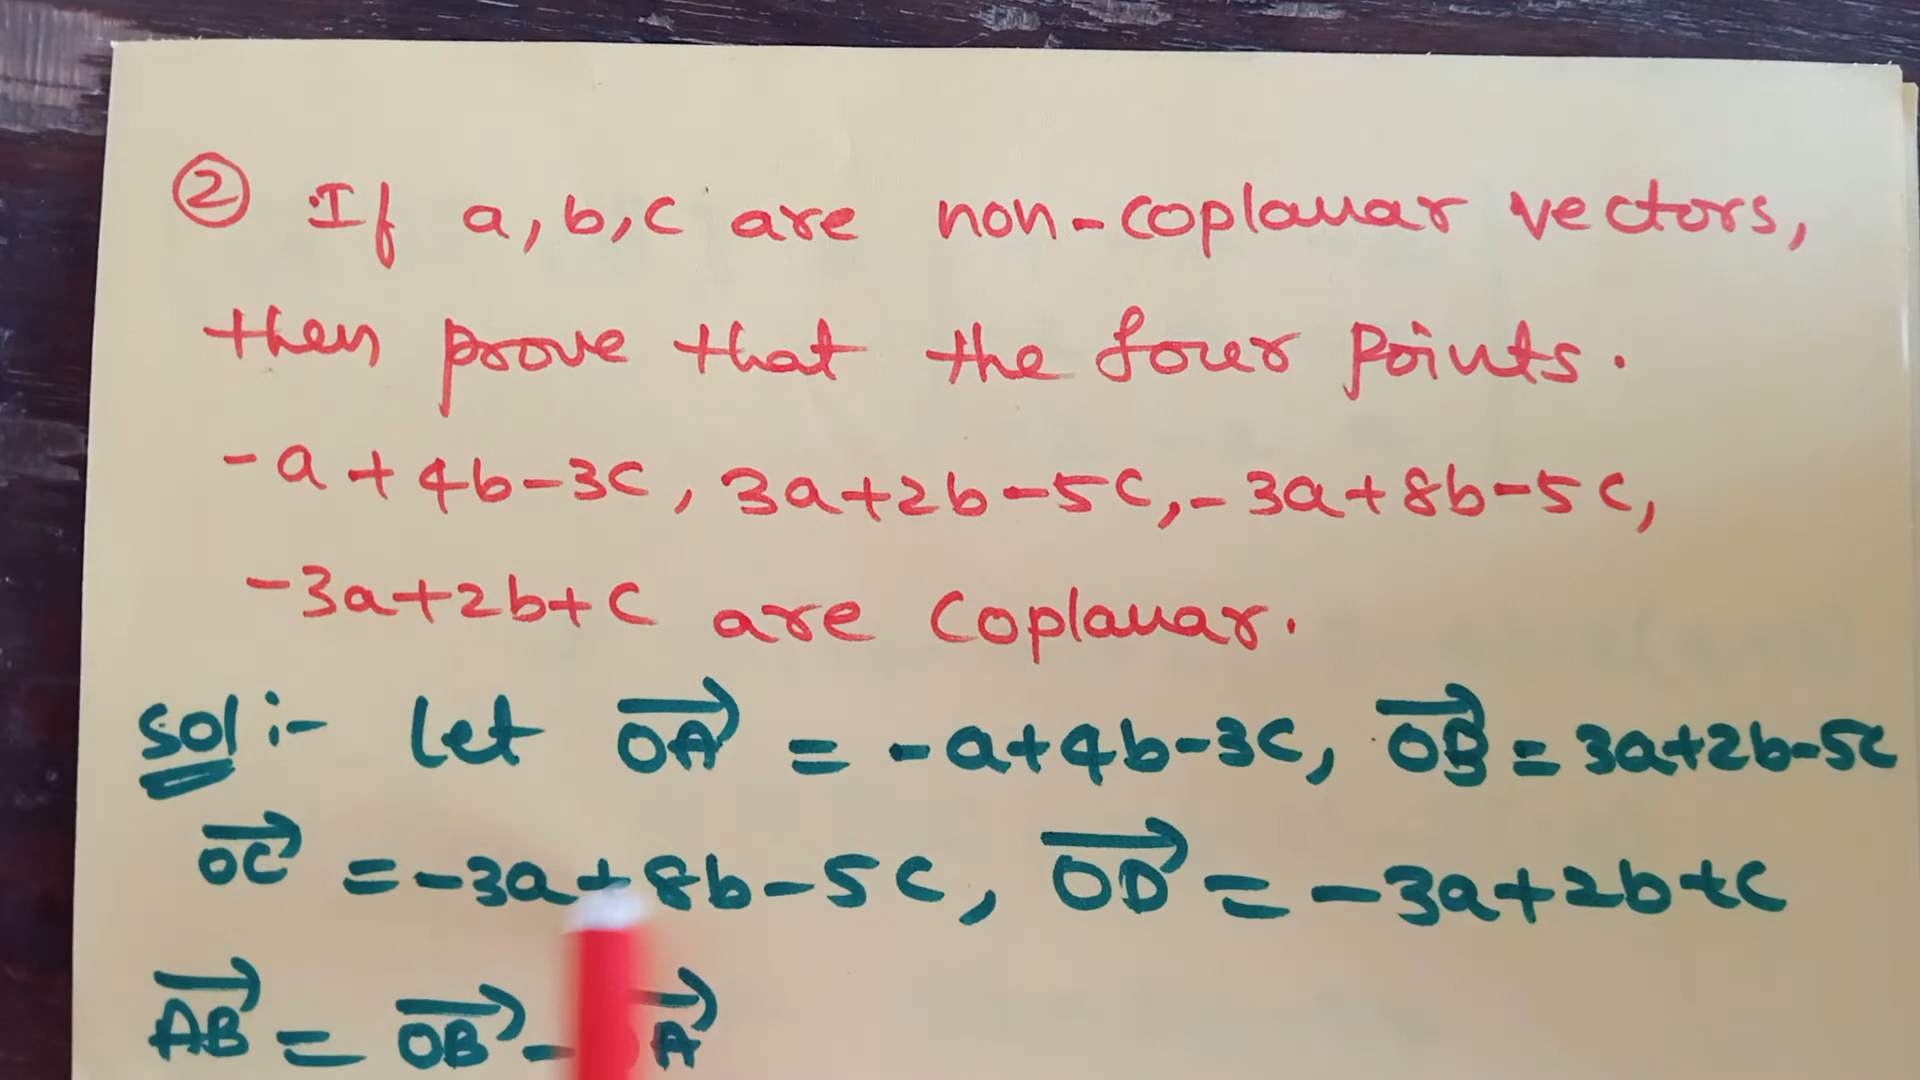 ② If a, b, c are non-coplanar vectors,
then prove that the four points.
-a+4b-3c, 3a+2b-5c, -3a+8b-5c,
-3a+2b+c are coplanar.
Sol:- Let OA = -a+4b-3c, OB = 3a+2b-5c
OC = -3a+8b-5c, OD = -3a+2b+c
AB = OB -